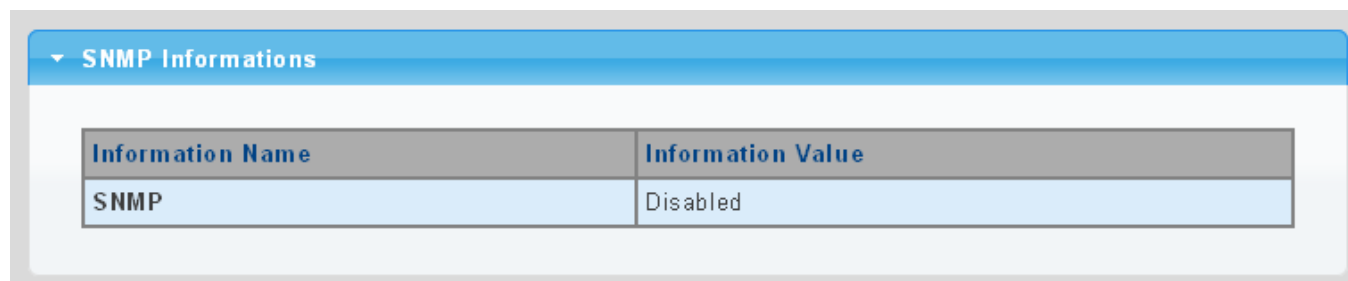 SNMP Informations
Information Name Information Value
SNMP Disabled